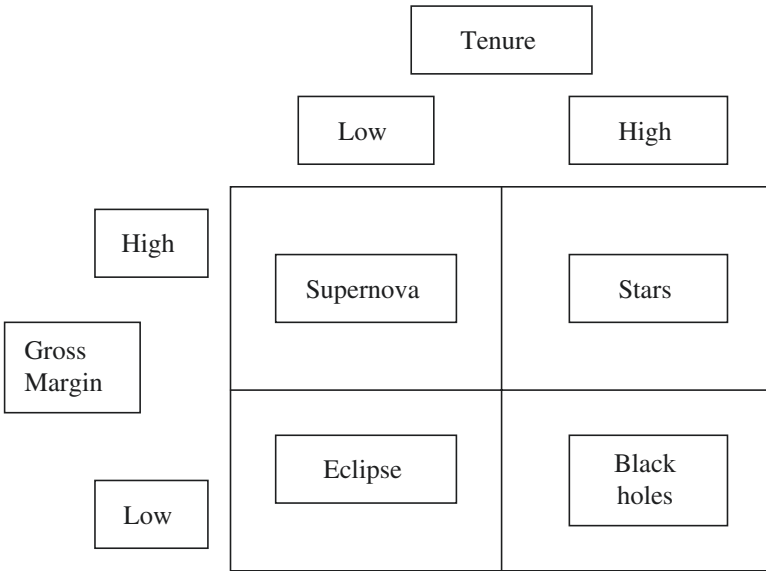 Tenure
Low
High
High
Supernova
Stars
Gross
Margin
Eclipse
Black
holes
Low